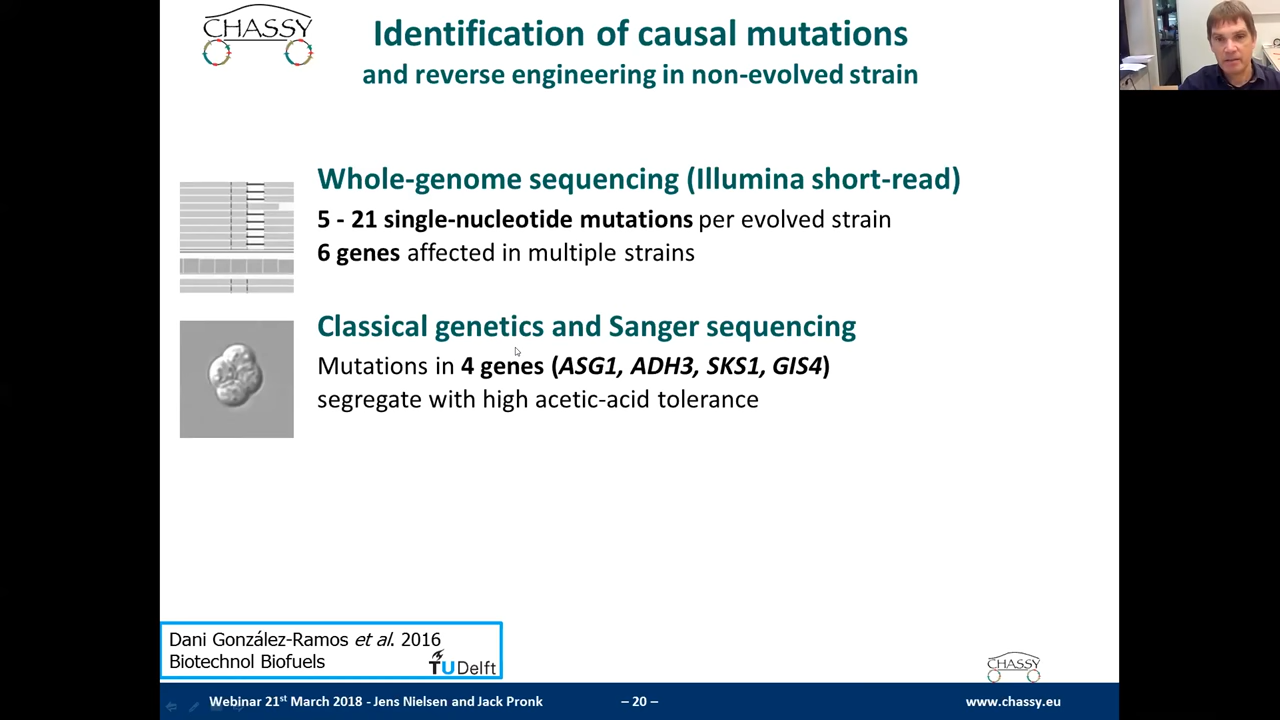 CHASSY
Identification of causal mutations
and reverse engineering in non-evolved strain
Whole-genome sequencing (Illumina short-read)
5 - 21 single-nucleotide mutations per evolved strain
6 genes affected in multiple strains
Classical genetics and Sanger sequencing
Mutations in 4 genes (ASG1, ADH3, SKS1, GIS4)
segregate with high acetic-acid tolerance
Dani González-Ramos et al. 2016
Biotechnol Biofuels
TUDelft
CHASSY
Webinar 21st March 2018 - Jens Nielsen and Jack Pronk
– 20 –
www.chassy.eu